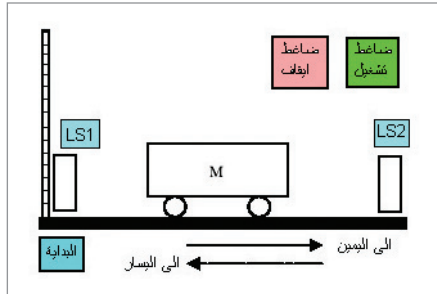 ضاغط تشغيل
ضاغط ايقاف
LS1
LS2
M
البداية
الى اليمين
الى اليسار